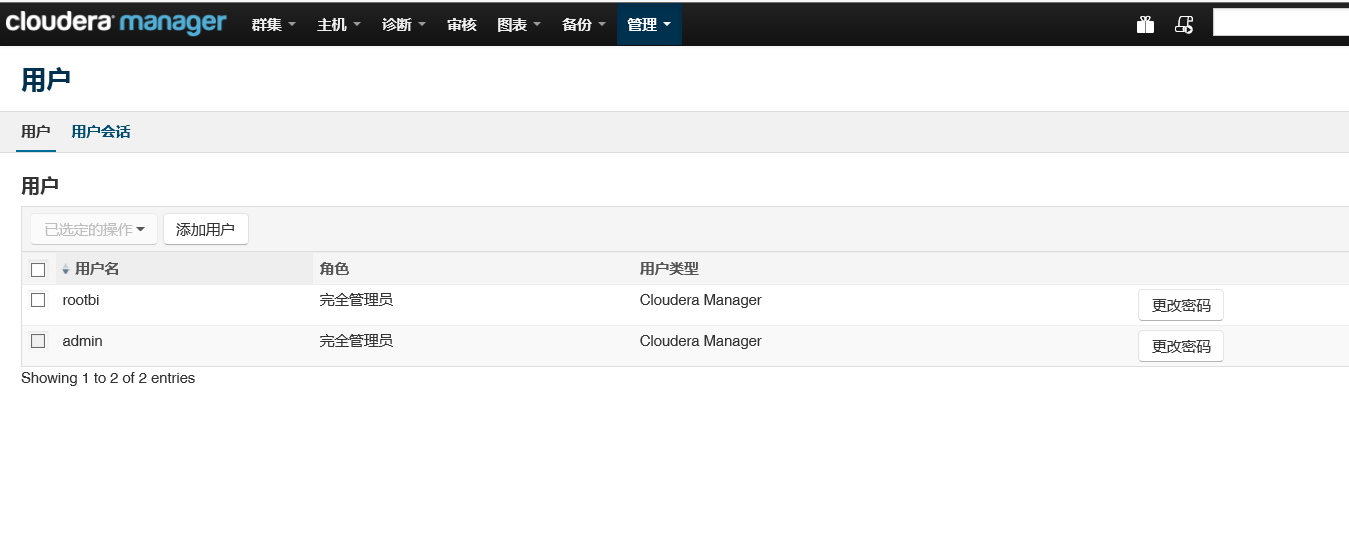 cloudera manager 群集 主机 诊断 审核 图表 备份 管理
用户
用户 用户会话
用户
已选定的操作 添加用户
用户名 角色 用户类型
rootbi 完全管理员 Cloudera Manager 更改密码
admin 完全管理员 Cloudera Manager 更改密码
Showing 1 to 2 of 2 entries